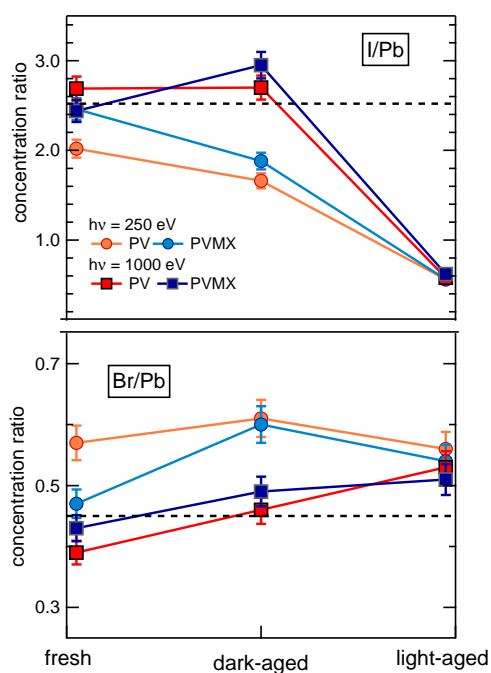 I/Pb
concentration ratio
3.0
2.0
1.0
hν = 250 eV
PV PVMX
hν = 1000 eV
PV PVMX
Br/Pb
concentration ratio
0.7
0.5
0.3
fresh dark-aged light-aged